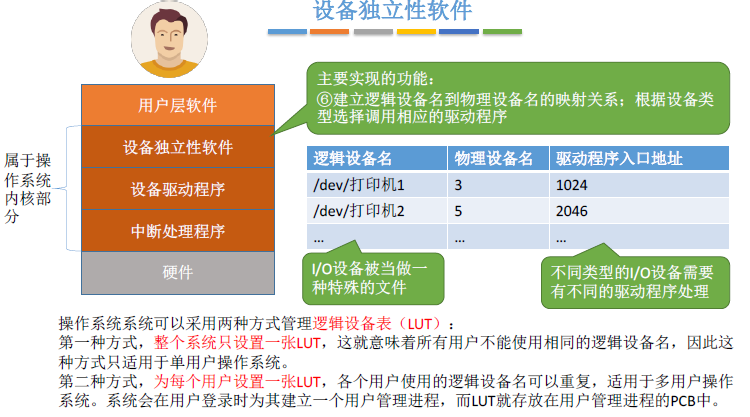 设备独立性软件
主要实现的功能：
⑥建立逻辑设备名到物理设备名的映射关系；根据设备类
型选择调用相应的驱动程序
用户层软件
设备独立性软件
设备驱动程序
中断处理程序
硬件
属于操
作系统
内核部
分
逻辑设备名 物理设备名 驱动程序入口地址
/dev/打印机1 3 1024
/dev/打印机2 5 2046
... ... ...
I/O设备被当做一
种特殊的文件
不同类型的I/O设备需要
有不同的驱动程序处理
操作系统系统可以采用两种方式管理逻辑设备表（LUT）：
第一种方式，整个系统只设置一张LUT，这就意味着所有用户不能使用相同的逻辑设备名，因此这
种方式只适用于单用户操作系统。
第二种方式，为每个用户设置一张LUT，各个用户使用的逻辑设备名可以重复，适用于多用户操作
系统。系统会在用户登录时为其建立一个用户管理进程，而LUT就存放在用户管理进程的PCB中。